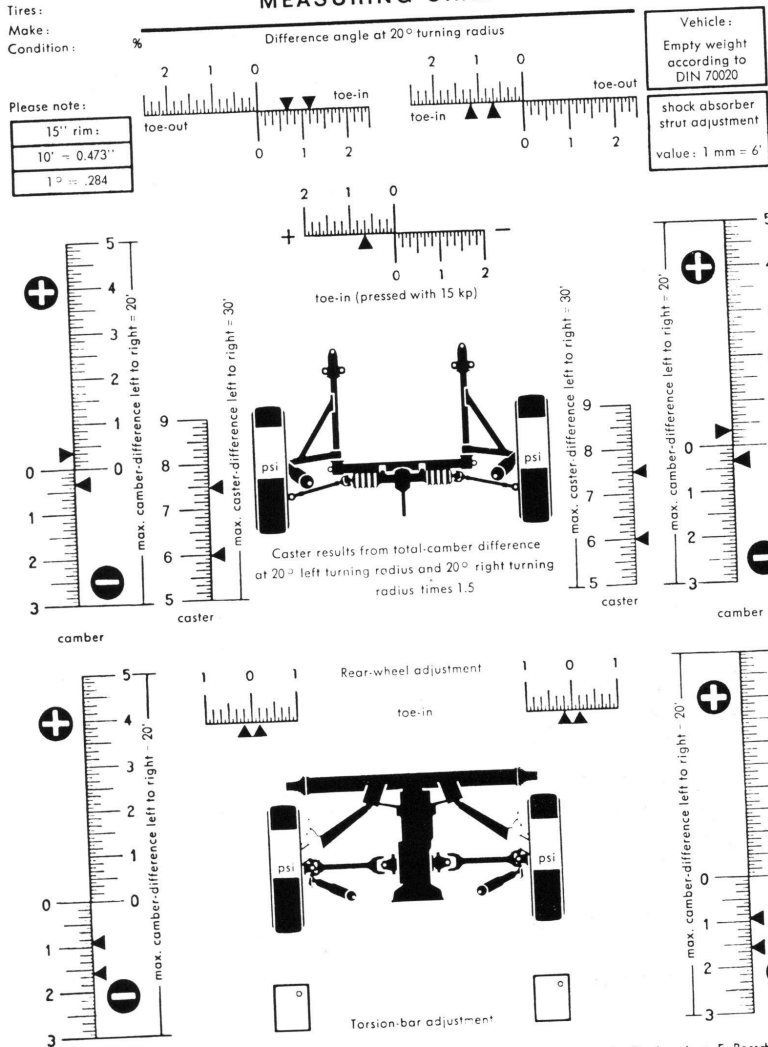 Tires:
Make:
Condition: %
MEASURING
Difference angle at 20° turning radius
Vehicle:
Empty weight
according to
DIN 70020
Please note:
15'' rim:
10' = 0.473''
1° = .284
2 1 0
toe-in
toe-out
0 1 2
2 1 0
toe-out
toe-in
0 1 2
shock absorber
strut adjustment
value: 1 mm = 6'
2 1 0
+ −
0 1 2
toe-in (pressed with 15 kp)
5
4
3
2
1
0 0
1
2
3
max. camber-difference left to right = 20'
camber
9
8
7
6
5
max. caster-difference left to right = 30'
caster
psi
psi
Caster results from total-camber difference
at 20° left turning radius and 20° right turning
radius times 1.5
max. caster-difference left to right = 30'
9
8
7
6
5
caster
max. camber-difference left to right = 20'
5
4
0
1
2
3
camber
5
4
3
2
1
0 0
1
2
3
max. camber-difference left to right = 20'
1 0 1
Rear-wheel adjustment
toe-in
1 0 1
psi
psi
max. camber-difference left to right = 20'
0
1
2
3
Torsion-bar adjustment